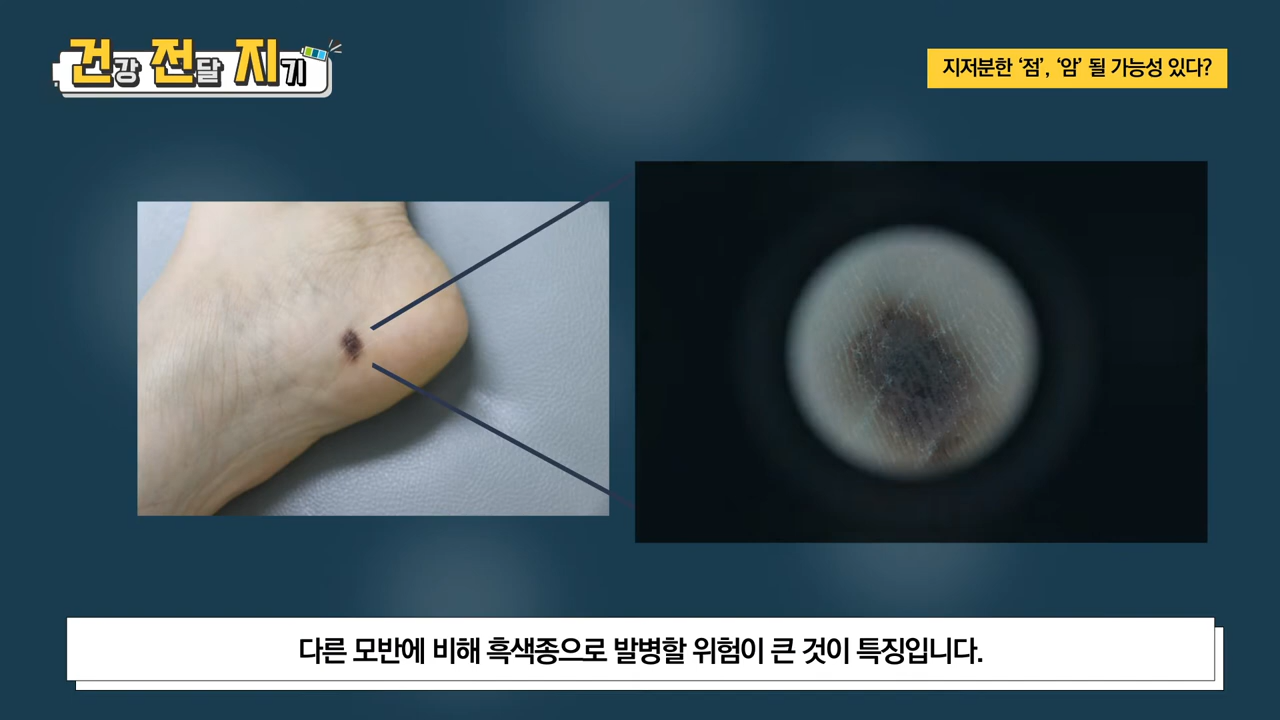 건강 전달 지기
지저분한 ‘점’, ‘암’ 될 가능성 있다?
다른 모반에 비해 흑색종으로 발병할 위험이 큰 것이 특징입니다.